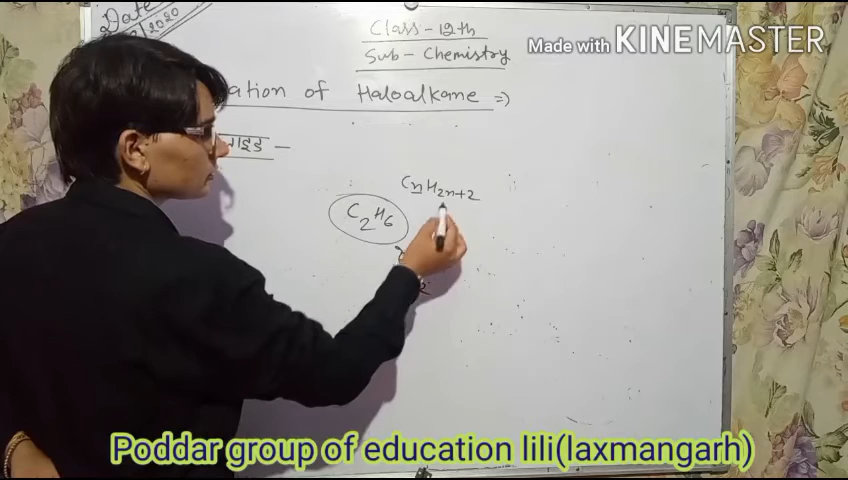 Date
2020
Class-12th
Sub-Chemistry
Made with KINEMASTER
ation of Haloalkane ⇒)
CnH2n+2
C2H6
Poddar group of education lili(laxmangarh)